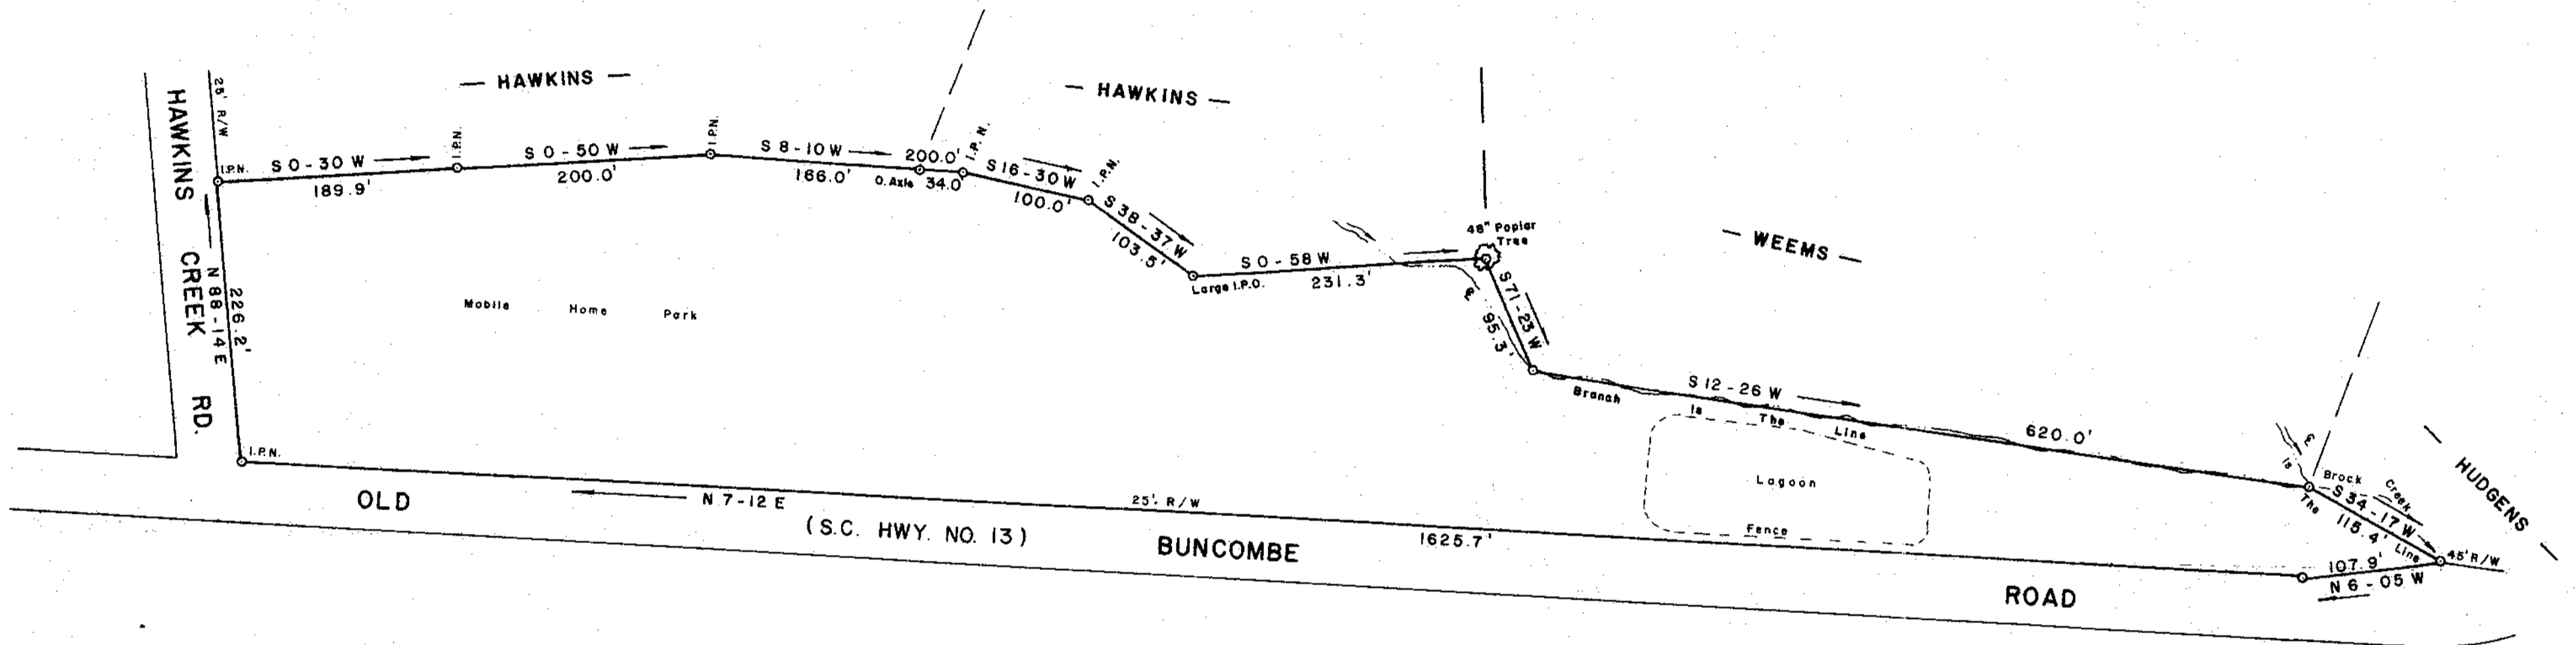 HAWKINS CREEK RD.
25' R/W
— HAWKINS —
— HAWKINS —
— WEEMS —
— HUDGENS —
I.P.N.
S 0 - 30 W
189.9'
I.P.N.
S 0 - 50 W
200.0'
I.P.N.
S 8 - 10 W
166.0'
200.0'
O. Axle
34.0'
I.P.N.
S 16 - 30 W
100.0'
I.P.N.
S 38 - 37 W
103.5'
Large I.P.O.
S 0 - 58 W
231.3'
48" Poplar
Tree
S 71 - 23 W
℄ 95.3'
S 12 - 26 W
620.0'
Branch Is The Line
℄ Is
Brock Creek
The Line
S 34 - 17 W
115.4'
45' R/W
107.9'
N 6 - 05 W
N 88 - 14 E
226.2'
Mobile Home Park
Lagoon
Fence
I.P.N.
N 7 - 12 E
25' R/W
1625.7'
OLD BUNCOMBE ROAD
(S.C. HWY. NO. 13)